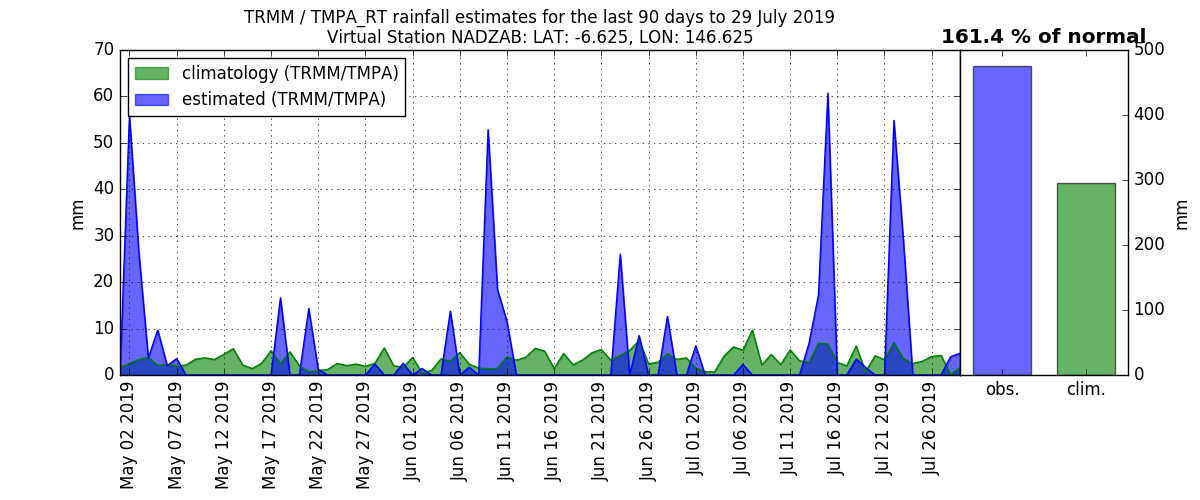 TRMM / TMPA_RT rainfall estimates for the last 90 days to 29 July 2019
Virtual Station NADZAB: LAT: -6.625, LON: 146.625
161.4 % of normal
climatology (TRMM/TMPA)
estimated (TRMM/TMPA)
mm
70
60
50
40
30
20
10
0
May 02 2019
May 07 2019
May 12 2019
May 17 2019
May 22 2019
May 27 2019
Jun 01 2019
Jun 06 2019
Jun 11 2019
Jun 16 2019
Jun 21 2019
Jun 26 2019
Jul 01 2019
Jul 06 2019
Jul 11 2019
Jul 16 2019
Jul 21 2019
Jul 26 2019
obs.
clim.
500
400
300
200
100
0
mm